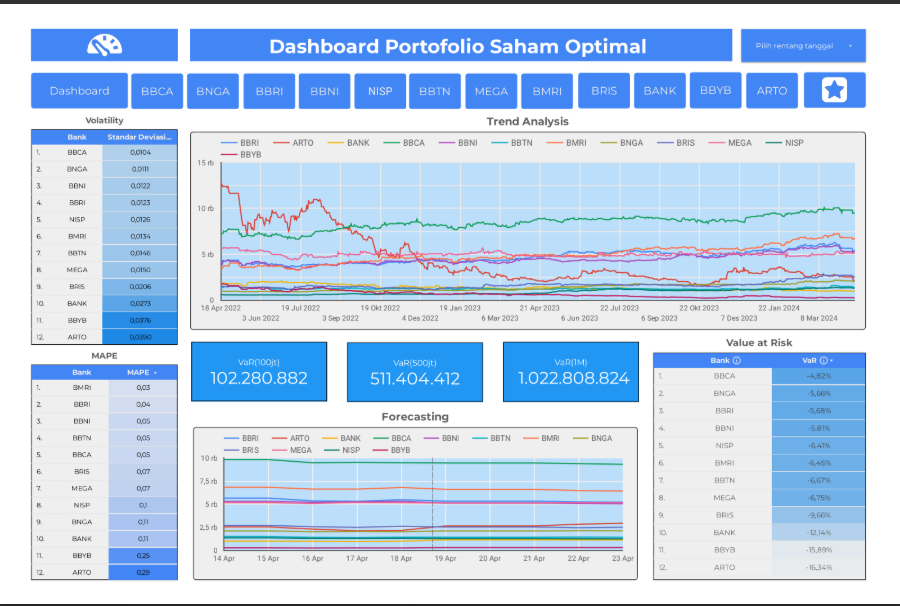 Dashboard Portofolio Saham Optimal
Pilih rentang tanggal
Dashboard BBCA BNGA BBRI BBNI NISP BBTN MEGA BMRI BRIS BANK BBYB ARTO
Volatility
Bank Standar Deviasi...
1. BBCA 0,0104
2. BNGA 0,0111
3. BBNI 0,0122
4. BBRI 0,0123
5. NISP 0,0126
6. BMRI 0,0134
7. BBTN 0,0146
8. MEGA 0,0150
9. BRIS 0,0206
10. BANK 0,0273
11. BBYB 0,0376
12. ARTO 0,0390
Trend Analysis
BBRI ARTO BANK BBCA BBNI BBTN BMRI BNGA BRIS MEGA NISP
BBYB
15 rb
10 rb
5 rb
0
18 Apr 2022 19 Jul 2022 19 Okt 2022 19 Jan 2023 21 Apr 2023 22 Jul 2023 22 Okt 2023 22 Jan 2024
3 Jun 2022 3 Sep 2022 4 Des 2022 6 Mar 2023 6 Jun 2023 6 Sep 2023 7 Des 2023 8 Mar 2024
MAPE
Bank MAPE
1. BMRI 0,03
2. BBRI 0,04
3. BBNI 0,05
4. BBTN 0,05
5. BBCA 0,05
6. BRIS 0,07
7. MEGA 0,07
8. NISP 0,1
9. BNGA 0,11
10. BANK 0,11
11. BBYB 0,25
12. ARTO 0,29
VaR(100jt)
102.280.882
VaR(500jt)
511.404.412
VaR(1M)
1.022.808.824
Forecasting
BBRI ARTO BANK BBCA BBNI BBTN BMRI BNGA
BRIS MEGA NISP BBYB
10 rb
7,5 rb
5 rb
2,5 rb
0
14 Apr 15 Apr 16 Apr 17 Apr 18 Apr 19 Apr 20 Apr 21 Apr 22 Apr 23 Apr
Value at Risk
Bank VaR
1. BBCA -4,82%
2. BNGA -5,66%
3. BBRI -5,68%
4. BBNI -5,81%
5. NISP -6,41%
6. BMRI -6,45%
7. BBTN -6,67%
8. MEGA -6,75%
9. BRIS -9,66%
10. BANK -12,14%
11. BBYB -15,89%
12. ARTO -16,34%